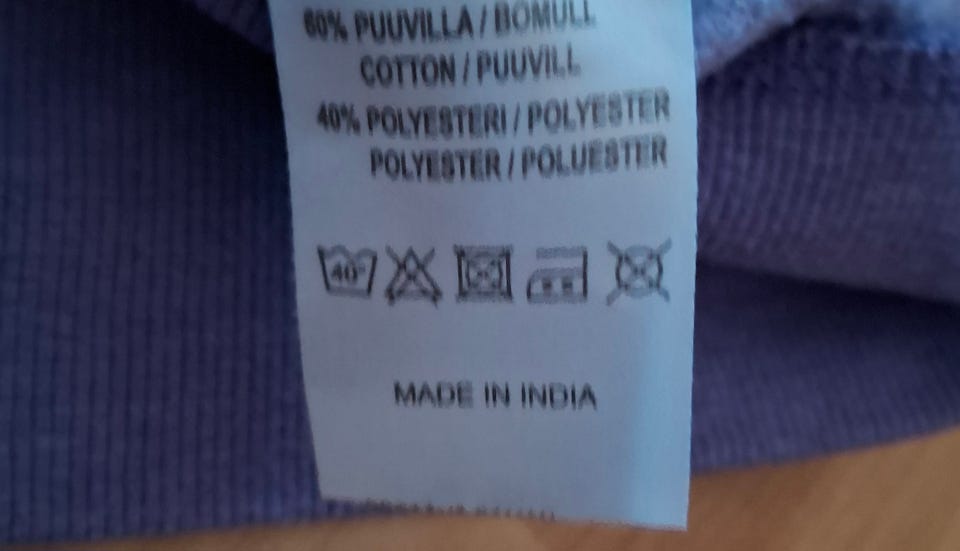 60% PUUVILLA / BOMULL
COTTON / PUUVILL
40% POLYESTERI / POLYESTER
POLYESTER / POLUESTER
40°
MADE IN INDIA